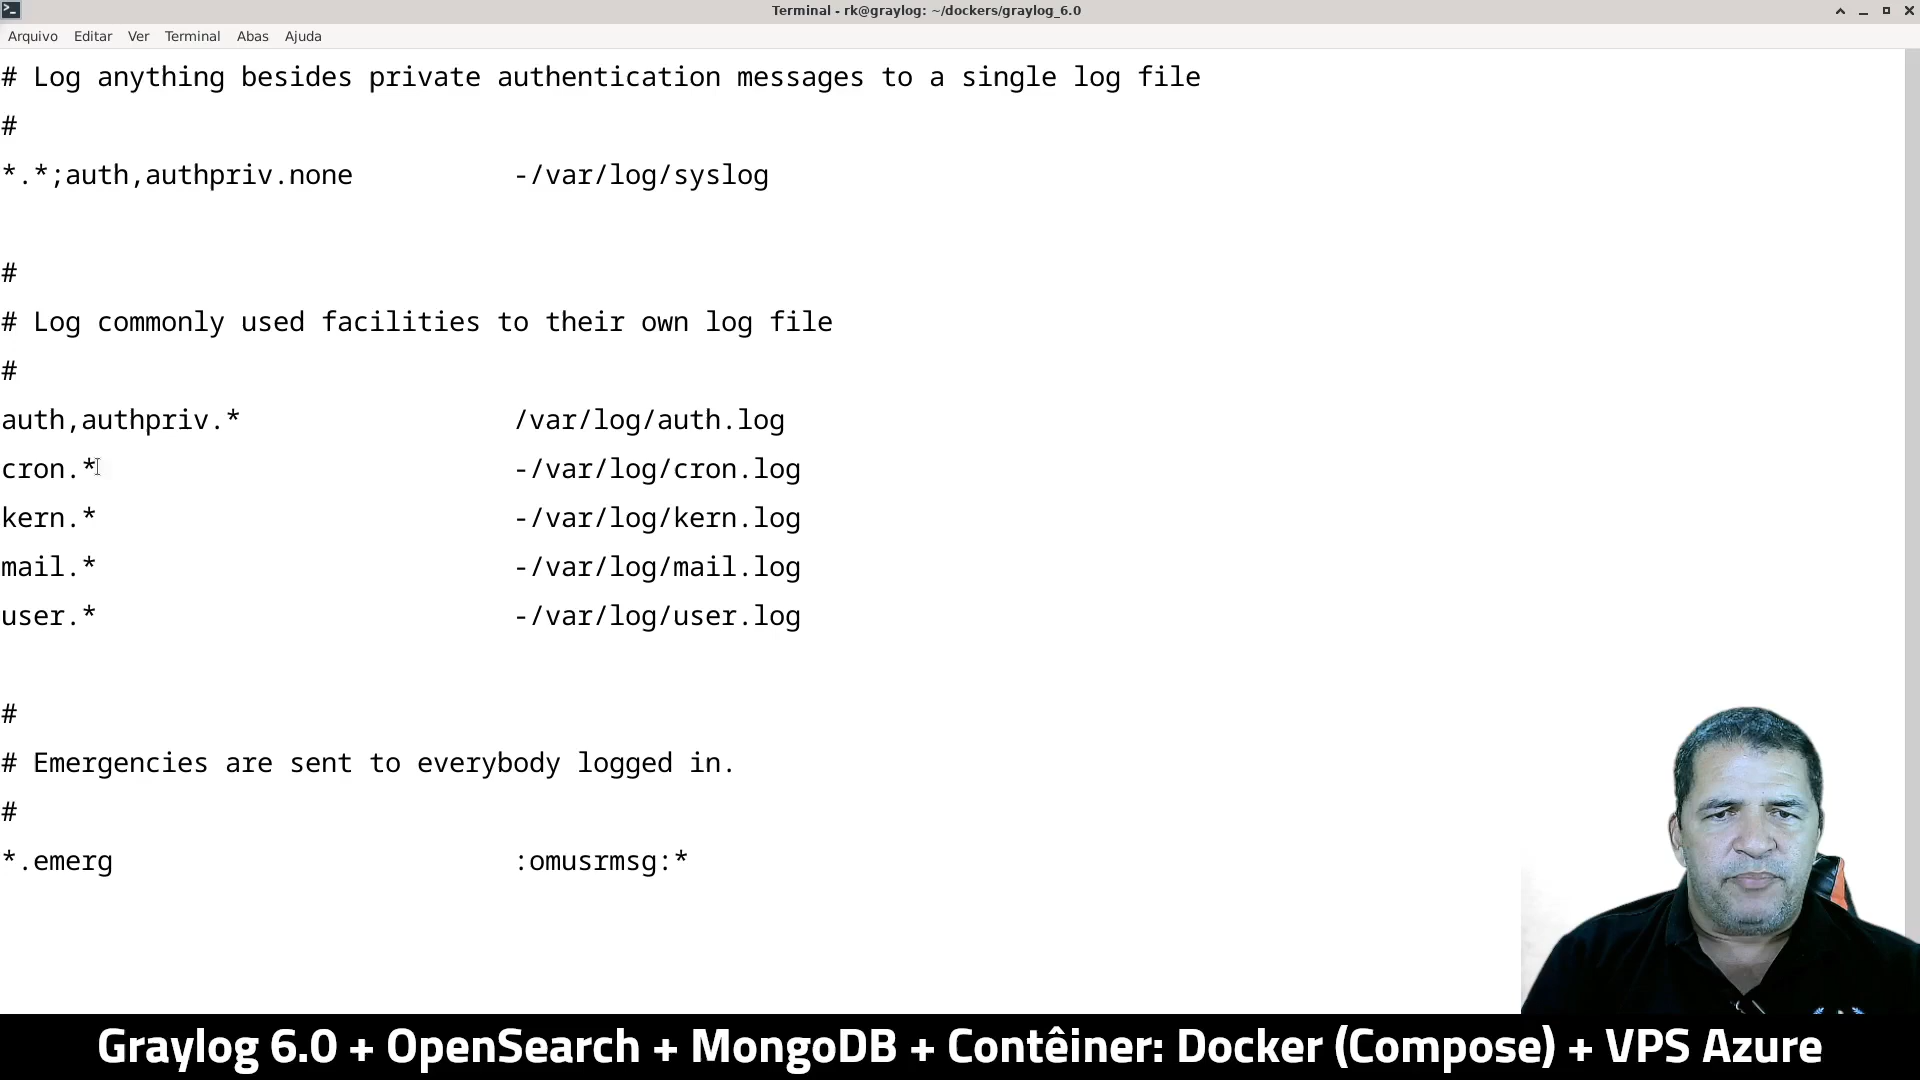 Terminal - rk@graylog: ~/dockers/graylog_6.0
Arquivo Editar Ver Terminal Abas Ajuda
# Log anything besides private authentication messages to a single log file
#
*.*;auth,authpriv.none -/var/log/syslog
#
# Log commonly used facilities to their own log file
#
auth,authpriv.* /var/log/auth.log
cron.* -/var/log/cron.log
kern.* -/var/log/kern.log
mail.* -/var/log/mail.log
user.* -/var/log/user.log
#
# Emergencies are sent to everybody logged in.
#
*.emerg :omusrmsg:*
Graylog 6.0 + OpenSearch + MongoDB + Contêiner: Docker (Compose) + VPS Azure